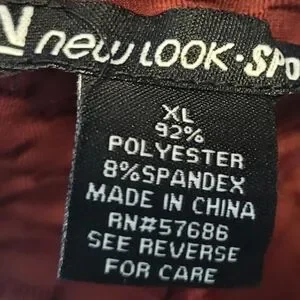 N new LOOK·SPO
XL
92%
POLYESTER
8%SPANDEX
MADE IN CHINA
RN#57686
SEE REVERSE
FOR CARE